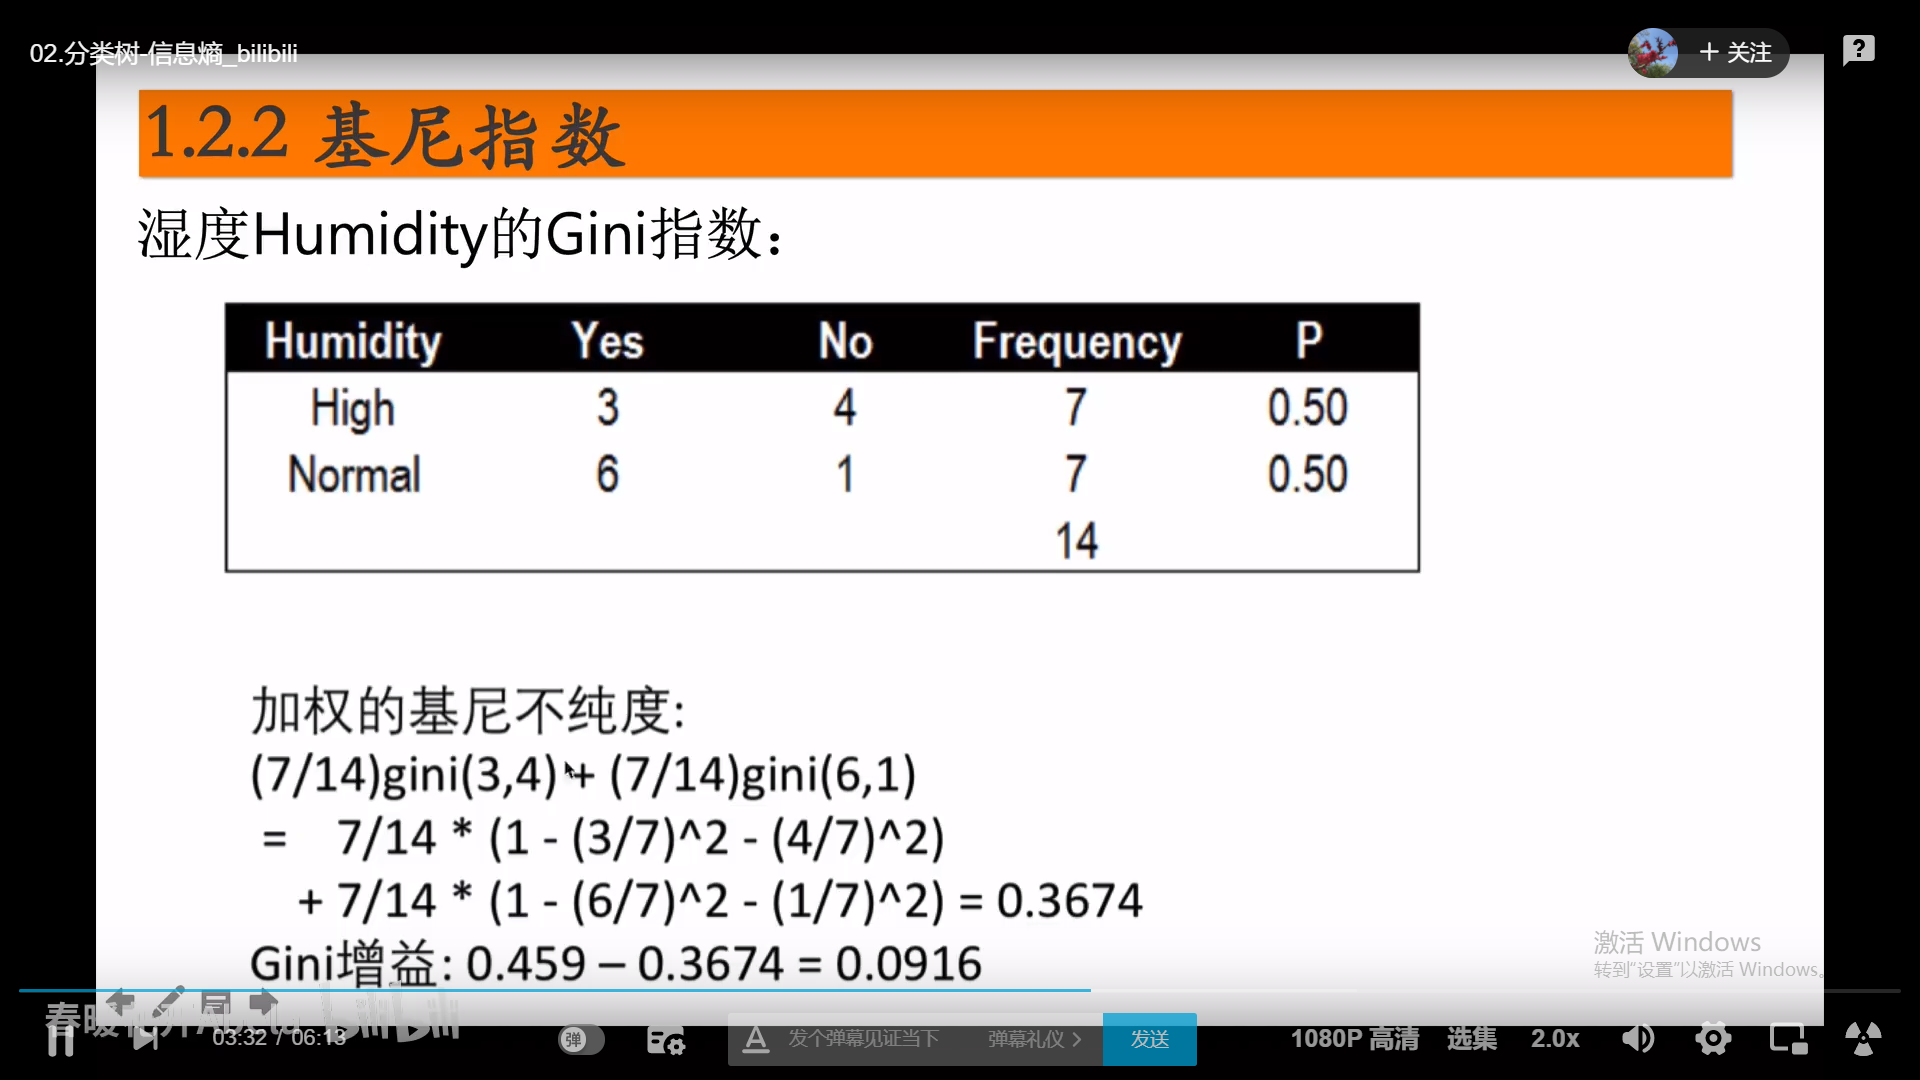 02.分类树-信息熵_bilibili
+ 关注
1.2.2 基尼指数
湿度Humidity的Gini指数：
Humidity Yes No Frequency P
High 3 4 7 0.50
Normal 6 1 7 0.50
14
加权的基尼不纯度:
(7/14)gini(3,4) + (7/14)gini(6,1)
= 7/14 * (1 - (3/7)^2 - (4/7)^2)
+ 7/14 * (1 - (6/7)^2 - (1/7)^2) = 0.3674
Gini增益: 0.459 – 0.3674 = 0.0916
激活 Windows
转到"设置"以激活 Windows。
春暖花开
bilibili
03:32 / 06:13
弹
发个弹幕见证当下
弹幕礼仪 >
发送
1080P 高清
选集
2.0x